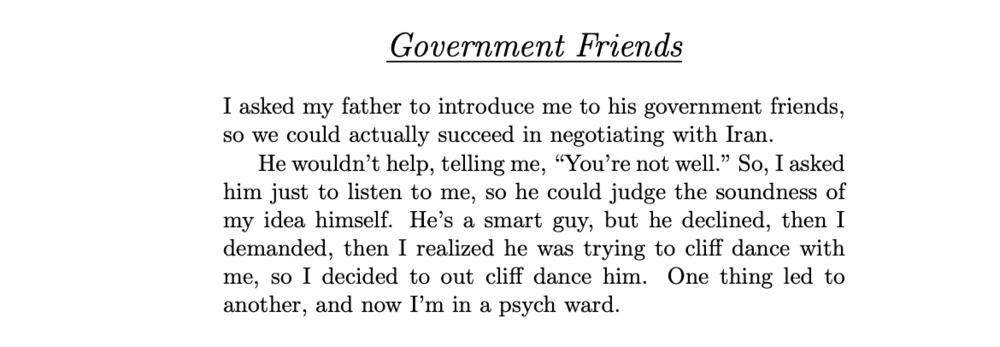 Government Friends
I asked my father to introduce me to his government friends,
so we could actually succeed in negotiating with Iran.
He wouldn’t help, telling me, “You’re not well.” So, I asked
him just to listen to me, so he could judge the soundness of
my idea himself. He’s a smart guy, but he declined, then I
demanded, then I realized he was trying to cliff dance with
me, so I decided to out cliff dance him. One thing led to
another, and now I’m in a psych ward.